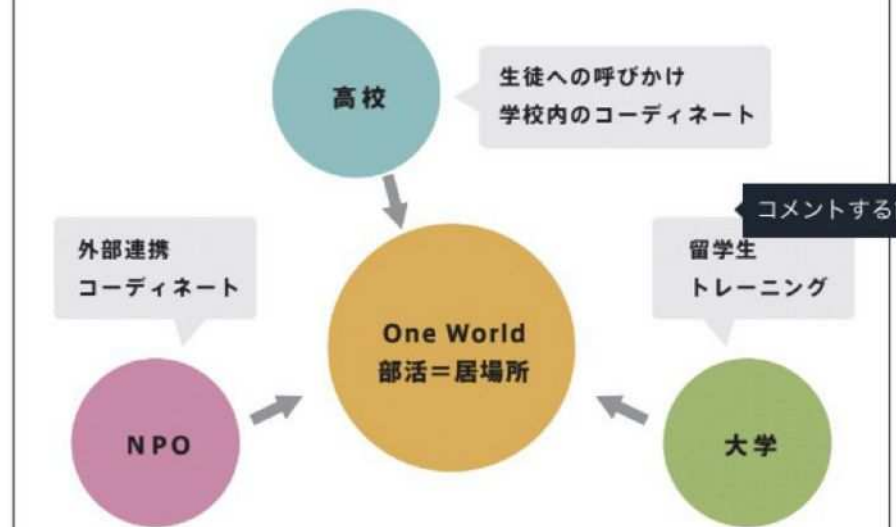 高校
生徒への呼びかけ
学校内のコーディネート
コメントする
外部連携
コーディネート
留学生
トレーニング
One World
部活＝居場所
NPO
大学